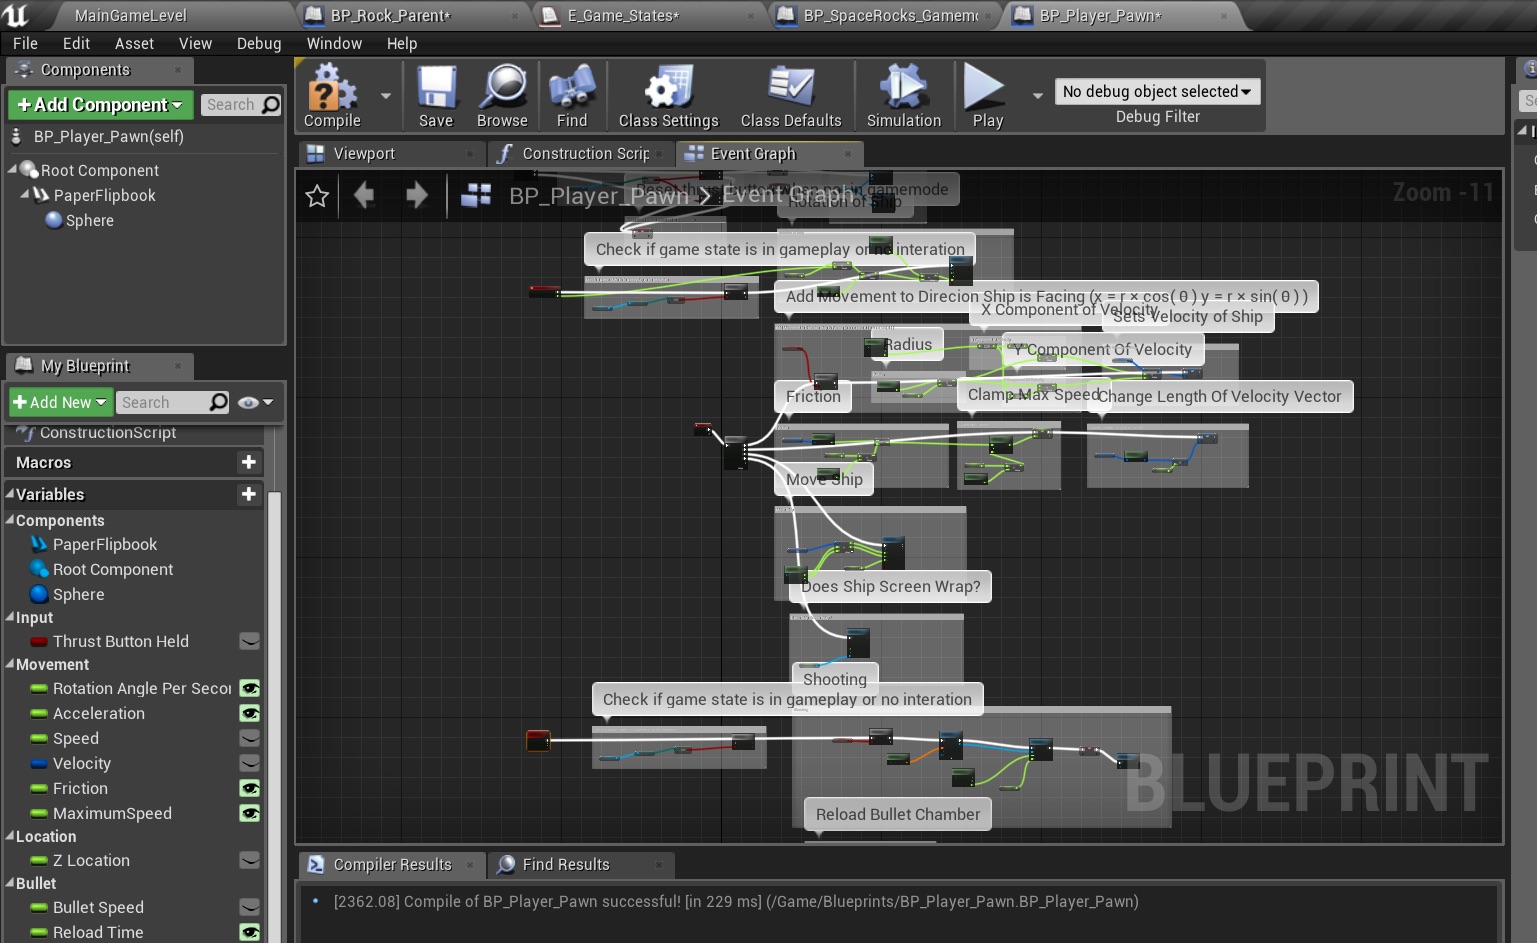 MainGameLevel
BP_Rock_Parent*
E_Game_States*
BP_SpaceRocks_Gamem
BP_Player_Pawn*
File Edit Asset View Debug Window Help
Components
Add Component
Search
BP_Player_Pawn(self)
Root Component
PaperFlipbook
Sphere
My Blueprint
Add New
Search
ConstructionScript
Macros
Variables
Components
PaperFlipbook
Root Component
Sphere
Input
Thrust Button Held
Movement
Rotation Angle Per Secon
Acceleration
Speed
Velocity
Friction
MaximumSpeed
Location
Z Location
Bullet
Bullet Speed
Reload Time
Compile
Save
Browse
Find
Class Settings
Class Defaults
Simulation
Play
No debug object selected
Debug Filter
Viewport
Construction Scrip
Event Graph
BP_Player_Pawn > Event Graph
Zoom -11
Rotation of Ship
Check if game state is in gameplay or no interation
Add Movement to Direcion Ship is Facing (x = r × cos( θ ) y = r × sin( θ ) )
X Component of Velocity
Sets Velocity of Ship
Radius
Y Component Of Velocity
Friction
Clamp Max Speed
Change Length Of Velocity Vector
Move Ship
Does Ship Screen Wrap?
Shooting
Check if game state is in gameplay or no interation
Reload Bullet Chamber
BLUEPRINT
Compiler Results
Find Results
[2362.08] Compile of BP_Player_Pawn successful! [in 229 ms] (/Game/Blueprints/BP_Player_Pawn.BP_Player_Pawn)